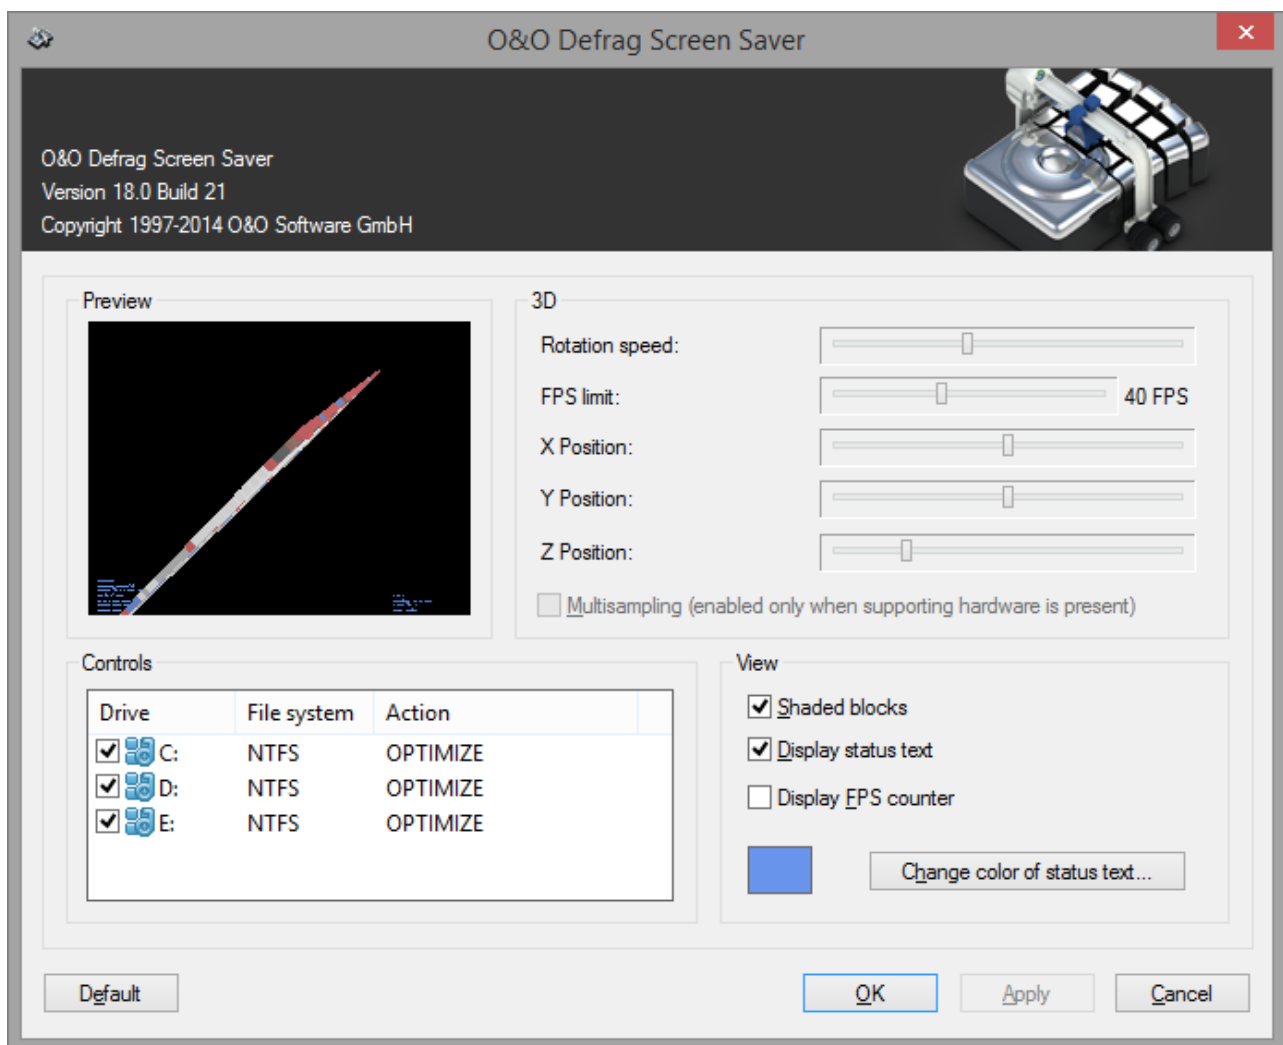 O&O Defrag Screen Saver
O&O Defrag Screen Saver
Version 18.0 Build 21
Copyright 1997-2014 O&O Software GmbH
Preview
3D
Rotation speed:
FPS limit:
40 FPS
X Position:
Y Position:
Z Position:
Multisampling (enabled only when supporting hardware is present)
Controls
Drive File system Action
C: NTFS OPTIMIZE
D: NTFS OPTIMIZE
E: NTFS OPTIMIZE
View
Shaded blocks
Display status text
Display FPS counter
Change color of status text...
Default
OK
Apply
Cancel